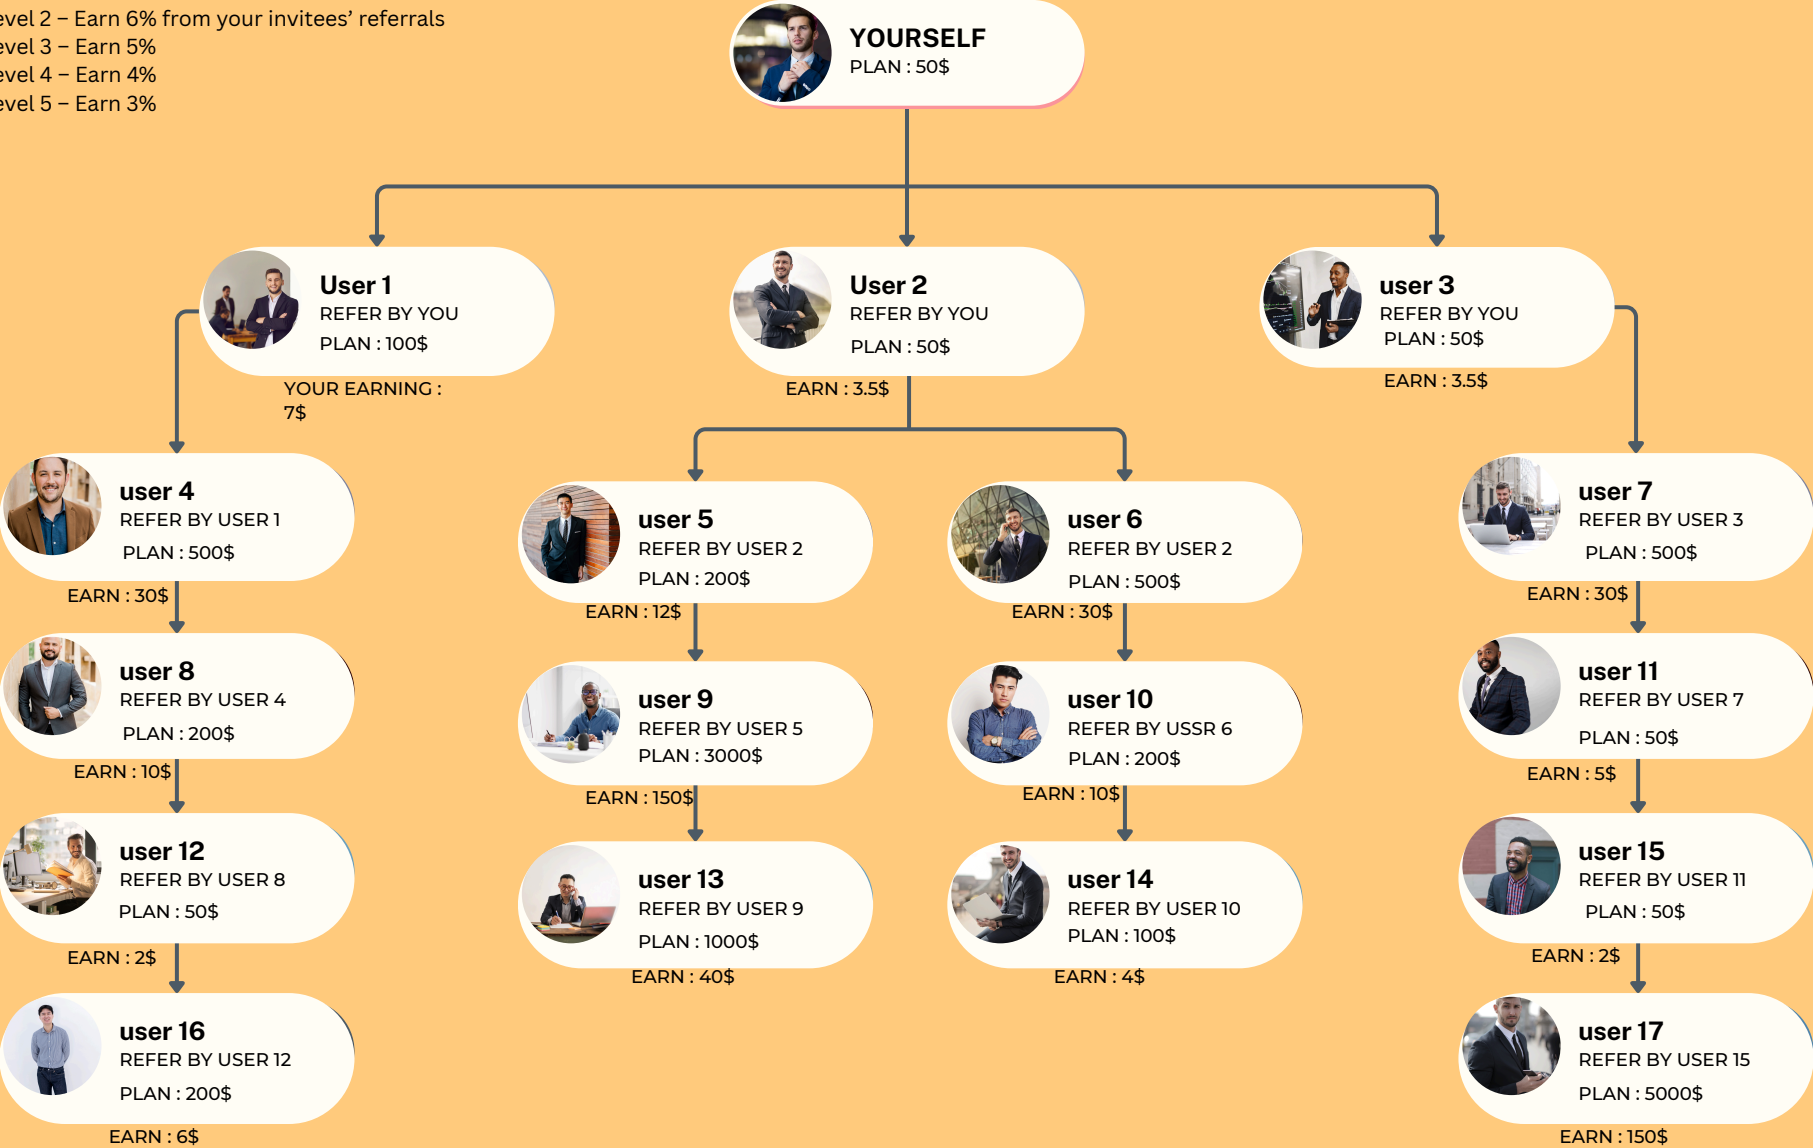 evel 2 – Earn 6% from your invitees’ referrals
evel 3 – Earn 5%
evel 4 – Earn 4%
evel 5 – Earn 3%
YOURSELF
PLAN : 50$
User 1
REFER BY YOU
PLAN : 100$
YOUR EARNING :
7$
User 2
REFER BY YOU
PLAN : 50$
EARN : 3.5$
user 3
REFER BY YOU
PLAN : 50$
EARN : 3.5$
user 4
REFER BY USER 1
PLAN : 500$
EARN : 30$
user 5
REFER BY USER 2
PLAN : 200$
EARN : 12$
user 6
REFER BY USER 2
PLAN : 500$
EARN : 30$
user 7
REFER BY USER 3
PLAN : 500$
EARN : 30$
user 8
REFER BY USER 4
PLAN : 200$
EARN : 10$
user 9
REFER BY USER 5
PLAN : 3000$
EARN : 150$
user 10
REFER BY USSR 6
PLAN : 200$
EARN : 10$
user 11
REFER BY USER 7
PLAN : 50$
EARN : 5$
user 12
REFER BY USER 8
PLAN : 50$
EARN : 2$
user 13
REFER BY USER 9
PLAN : 1000$
EARN : 40$
user 14
REFER BY USER 10
PLAN : 100$
EARN : 4$
user 15
REFER BY USER 11
PLAN : 50$
EARN : 2$
user 16
REFER BY USER 12
PLAN : 200$
EARN : 6$
user 17
REFER BY USER 15
PLAN : 5000$
EARN : 150$